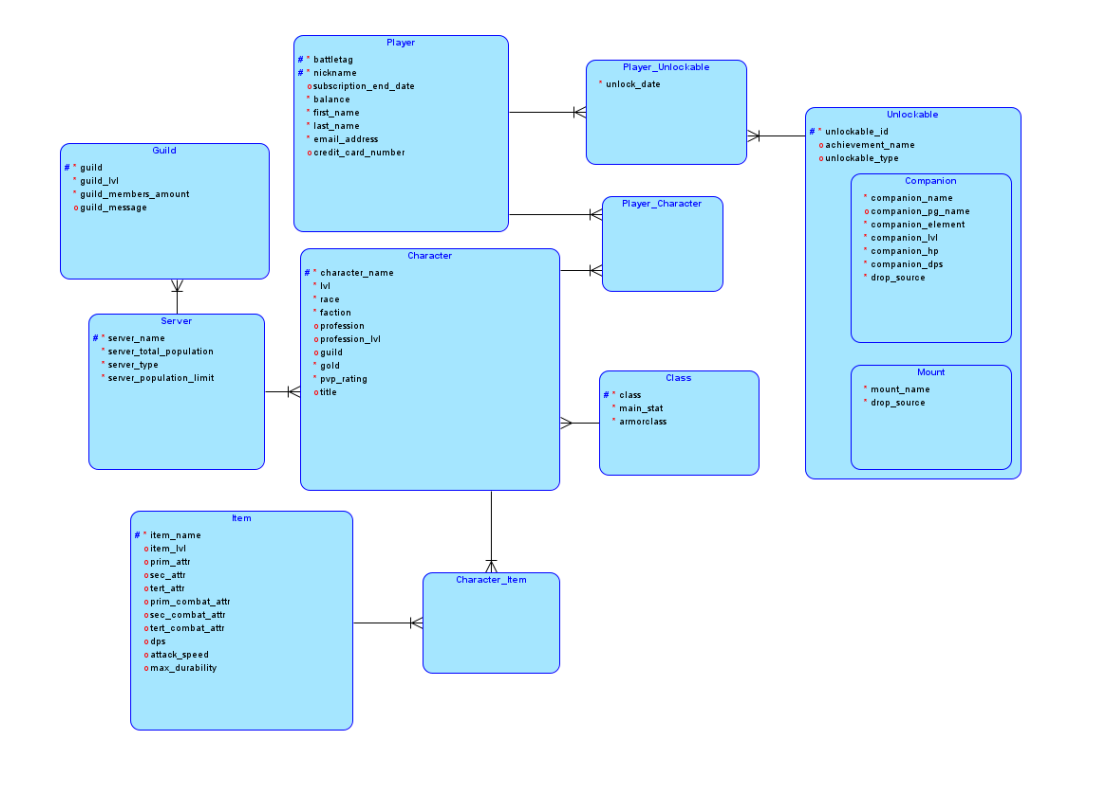 Player
# * battletag
# * nickname
o subscription_end_date
* balance
* first_name
* last_name
* email_address
o credit_card_number
Player_Unlockable
* unlock_date
Unlockable
# * unlockable_id
o achievement_name
o unlockable_type
Companion
* companion_name
o companion_pg_name
* companion_element
* companion_lvl
* companion_hp
* companion_dps
* drop_source
Mount
* mount_name
* drop_source
Guild
# * guild
* guild_lvl
* guild_members_amount
o guild_message
Player_Character
Character
# * character_name
* lvl
* race
* faction
o profession
o profession_lvl
o guild
* gold
* pvp_rating
o title
Server
# * server_name
* server_total_population
* server_type
* server_population_limit
Class
# * class
* main_stat
* armorclass
Item
# * item_name
o item_lvl
o prim_attr
o sec_attr
o tert_attr
o prim_combat_attr
o sec_combat_attr
o tert_combat_attr
o dps
o attack_speed
o max_durability
Character_Item